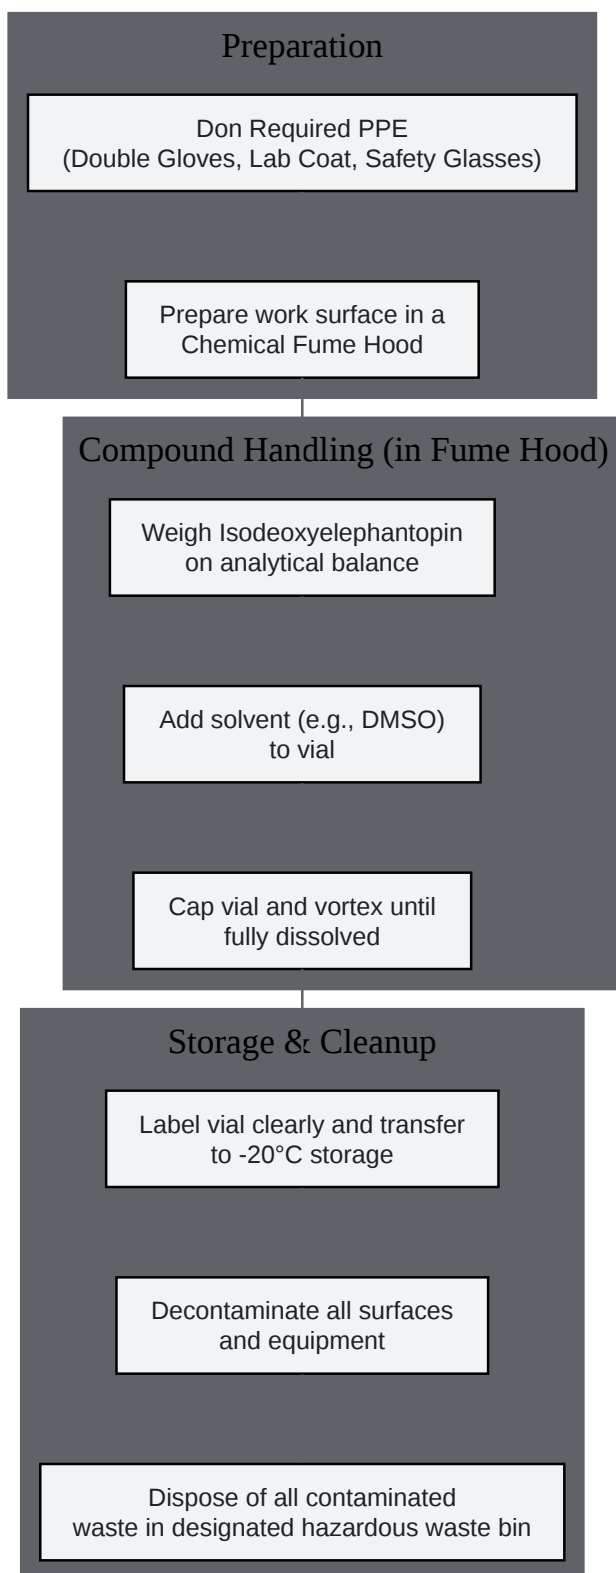 Preparation
Don Required PPE
(Double Gloves, Lab Coat, Safety Glasses)
Prepare work surface in a
Chemical Fume Hood
Compound Handling (in Fume Hood)
Weigh Isodeoxyelephantopin
on analytical balance
Add solvent (e.g., DMSO)
to vial
Cap vial and vortex until
fully dissolved
Storage & Cleanup
Label vial clearly and transfer
to -20°C storage
Decontaminate all surfaces
and equipment
Dispose of all contaminated
waste in designated hazardous waste bin